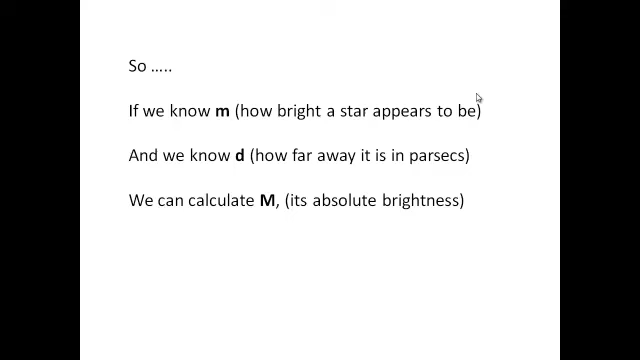 So …..
If we know m (how bright a star appears to be)
And we know d (how far away it is in parsecs)
We can calculate M, (its absolute brightness)